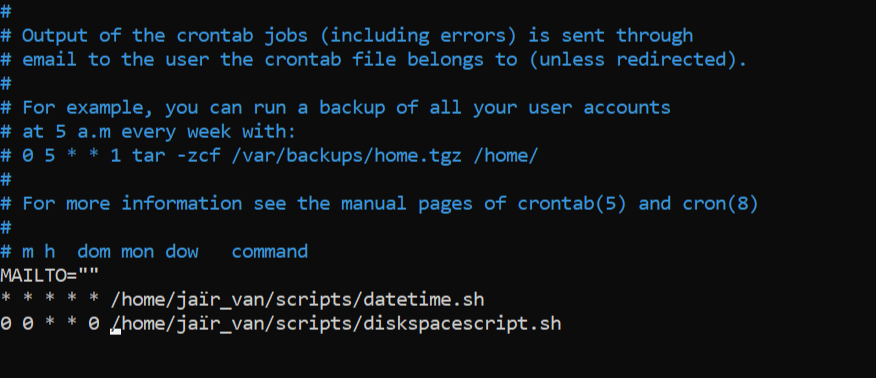 #
# Output of the crontab jobs (including errors) is sent through
# email to the user the crontab file belongs to (unless redirected).
#
# For example, you can run a backup of all your user accounts
# at 5 a.m every week with:
# 0 5 * * 1 tar -zcf /var/backups/home.tgz /home/
#
# For more information see the manual pages of crontab(5) and cron(8)
#
# m h  dom mon dow   command
MAILTO=""
* * * * * /home/jaïr_van/scripts/datetime.sh
0 0 * * 0 /home/jaïr_van/scripts/diskspacescript.sh